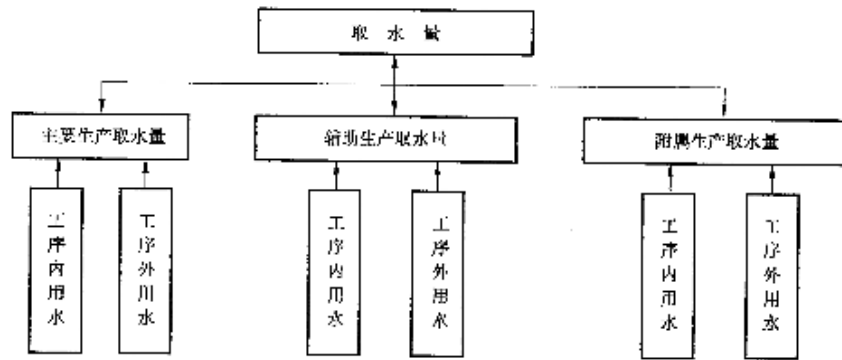 取水量
主要生产取水量
辅助生产取水量
附属生产取水量
工序内用水
工序外用水
工序内用水
工序外用水
工序内用水
工序外用水